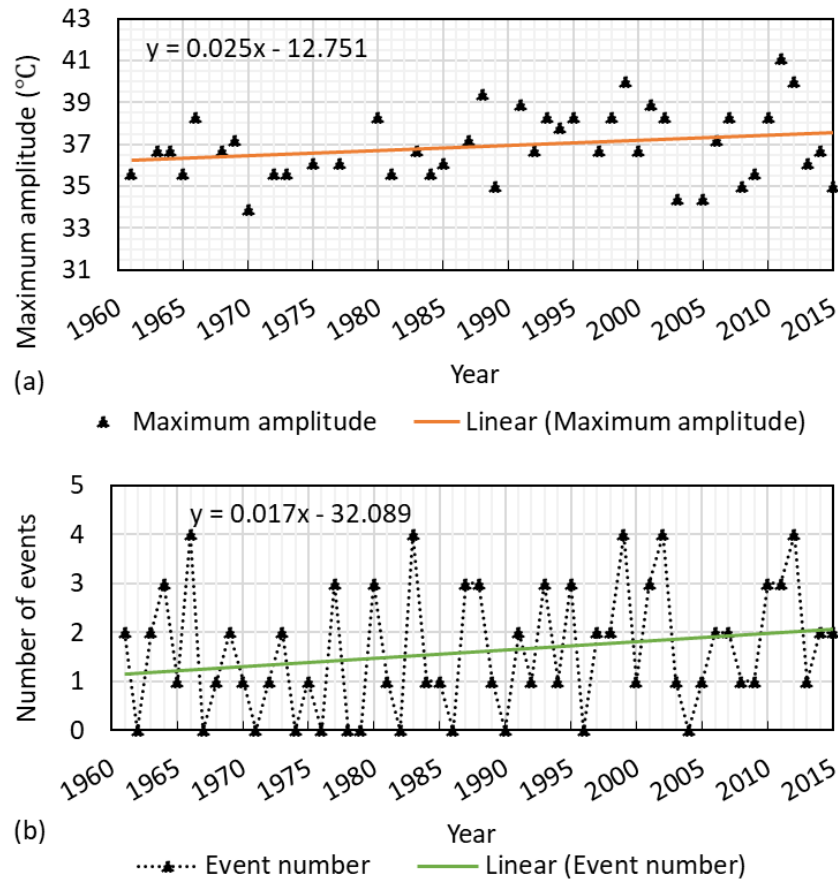 43
41
39
37
35
33
31
Maximum amplitude (°C)
y = 0.025x - 12.751
1960 1965 1970 1975 1980 1985 1990 1995 2000 2005 2010 2015
Year
(a)
Maximum amplitude Linear (Maximum amplitude)
5
4
3
2
1
0
Number of events
y = 0.017x - 32.089
1960 1965 1970 1975 1980 1985 1990 1995 2000 2005 2010 2015
Year
(b)
Event number Linear (Event number)